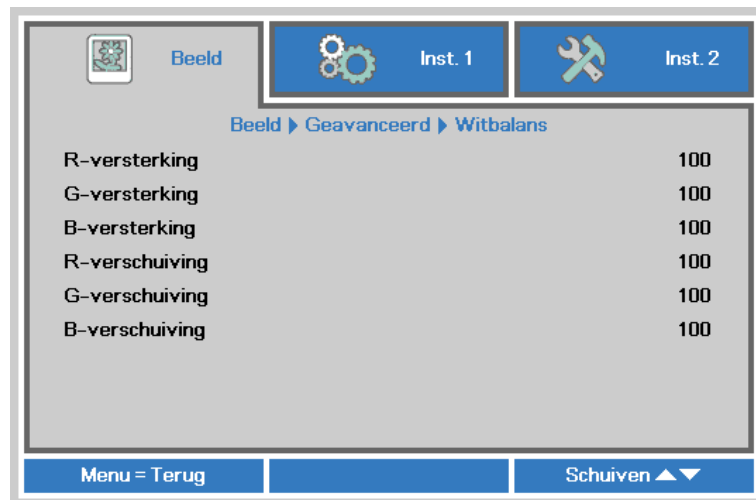 Beeld
Inst. 1
Inst. 2
Beeld Geavanceerd Witbalans
R-versterking 100
G-versterking 100
B-versterking 100
R-verschuiving 100
G-verschuiving 100
B-verschuiving 100
Menu = Terug
Schuiven